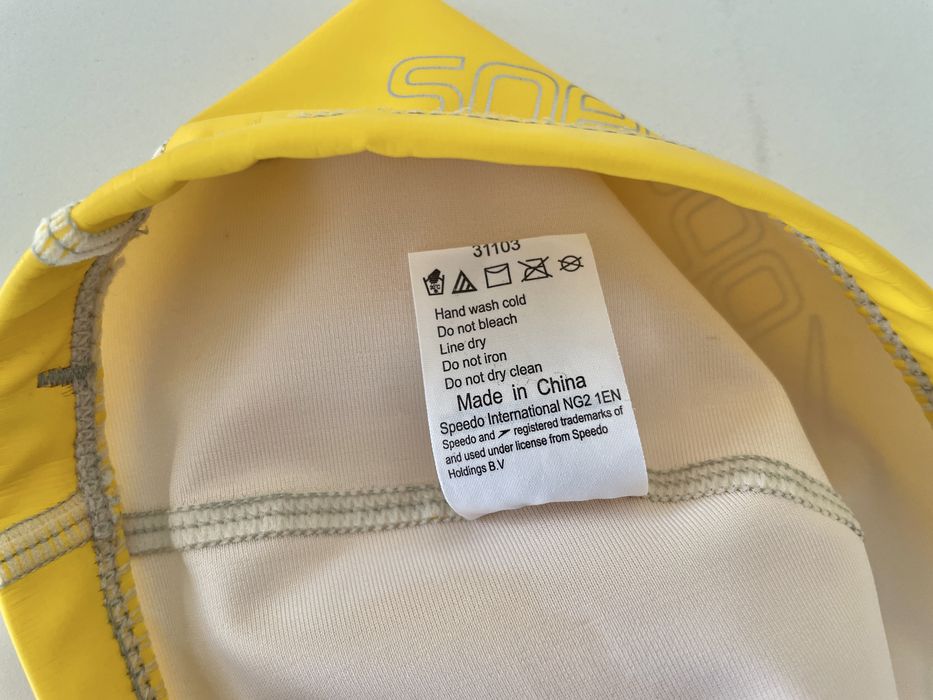 speedo
31103
Hand wash cold
Do not bleach
Line dry
Do not iron
Do not dry clean
Made in China
Speedo International NG2 1EN
Speedo and registered trademarks of
and used under license from Speedo
Holdings B.V